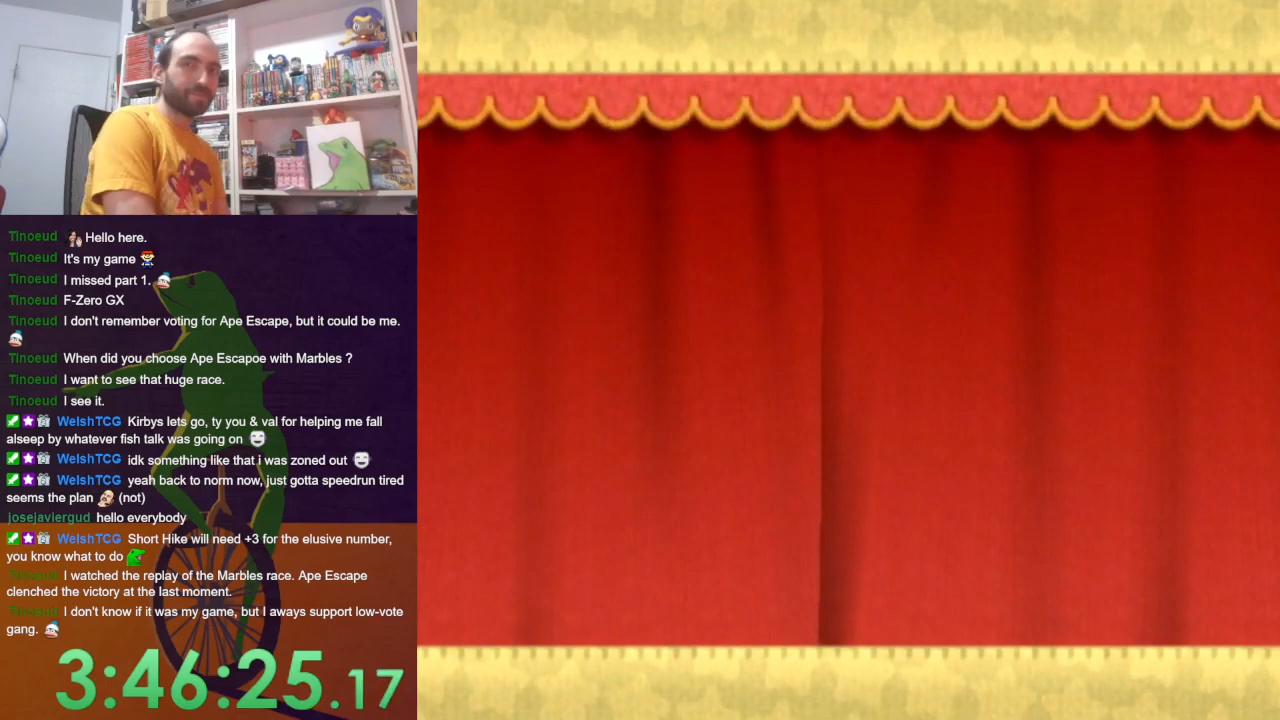 Tinoeud Hello here.
Tinoeud It's my game
Tinoeud I missed part 1.
Tinoeud F-Zero GX
Tinoeud I don't remember voting for Ape Escape, but it could be me.
Tinoeud When did you choose Ape Escapoe with Marbles ?
Tinoeud I want to see that huge race.
Tinoeud I see it.
WelshTCG Kirbys lets go, ty you & val for helping me fall
alseep by whatever fish talk was going on
WelshTCG idk something like that i was zoned out
WelshTCG yeah back to norm now, just gotta speedrun tired
seems the plan (not)
josejaviergud hello everybody
WelshTCG Short Hike will need +3 for the elusive number,
you know what to do
Tinoeud I watched the replay of the Marbles race. Ape Escape
clenched the victory at the last moment.
Tinoeud I don't know if it was my game, but I aways support low-vote
gang.
3:46:25.17